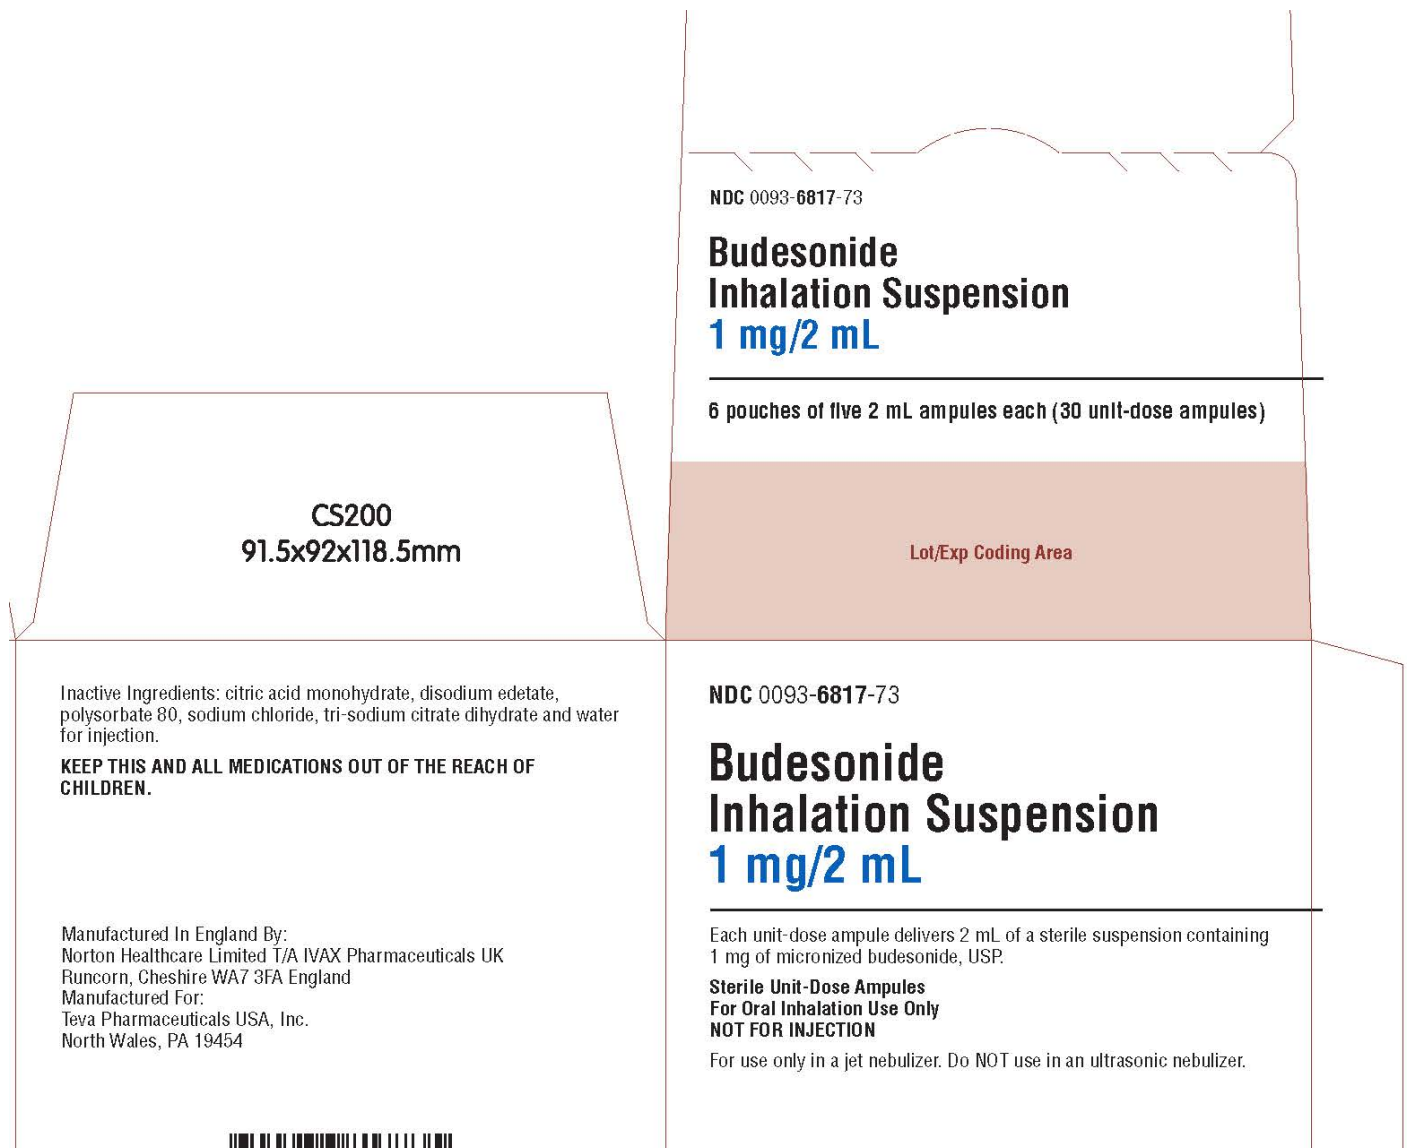 NDC 0093-6817-73
Budesonide
Inhalation Suspension
1 mg/2 mL
6 pouches of five 2 mL ampules each (30 unit-dose ampules)
CS200
91.5x92x118.5mm
Lot/Exp Coding Area
Inactive Ingredients: citric acid monohydrate, disodium edetate,
polysorbate 80, sodium chloride, tri-sodium citrate dihydrate and water
for injection.
KEEP THIS AND ALL MEDICATIONS OUT OF THE REACH OF
CHILDREN.
Manufactured In England By:
Norton Healthcare Limited T/A IVAX Pharmaceuticals UK
Runcorn, Cheshire WA7 3FA England
Manufactured For:
Teva Pharmaceuticals USA, Inc.
North Wales, PA 19454
NDC 0093-6817-73
Budesonide
Inhalation Suspension
1 mg/2 mL
Each unit-dose ampule delivers 2 mL of a sterile suspension containing
1 mg of micronized budesonide, USP.
Sterile Unit-Dose Ampules
For Oral Inhalation Use Only
NOT FOR INJECTION
For use only in a jet nebulizer. Do NOT use in an ultrasonic nebulizer.